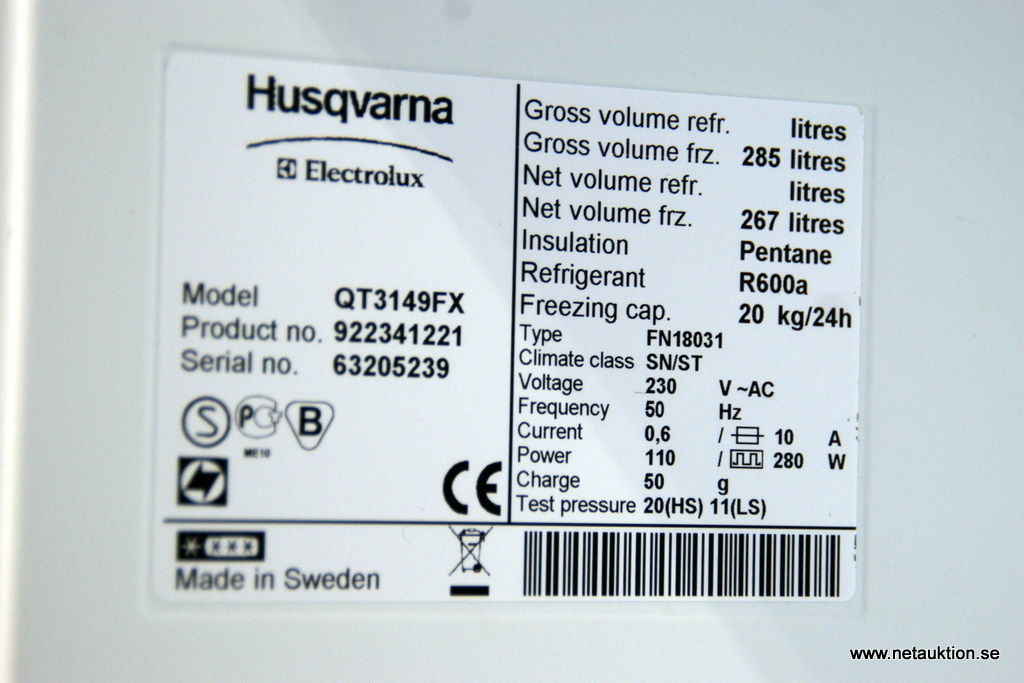 Husqvarna
Electrolux
Model QT3149FX
Product no. 922341221
Serial no. 63205239
S PG B
ME10
CE
Made in Sweden
Gross volume refr. litres
Gross volume frz. 285 litres
Net volume refr. litres
Net volume frz. 267 litres
Insulation Pentane
Refrigerant R600a
Freezing cap. 20 kg/24h
Type FN18031
Climate class SN/ST
Voltage 230 V ~AC
Frequency 50 Hz
Current 0,6 / 10 A
Power 110 / 280 W
Charge 50 g
Test pressure 20(HS) 11(LS)
www.netauktion.se